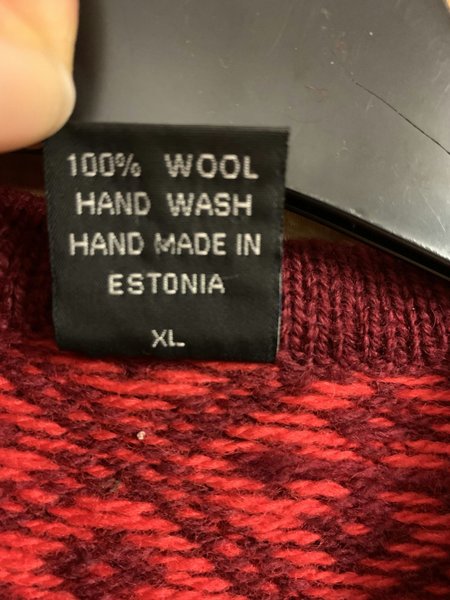 100% WOOL
HAND WASH
HAND MADE IN
ESTONIA
XL